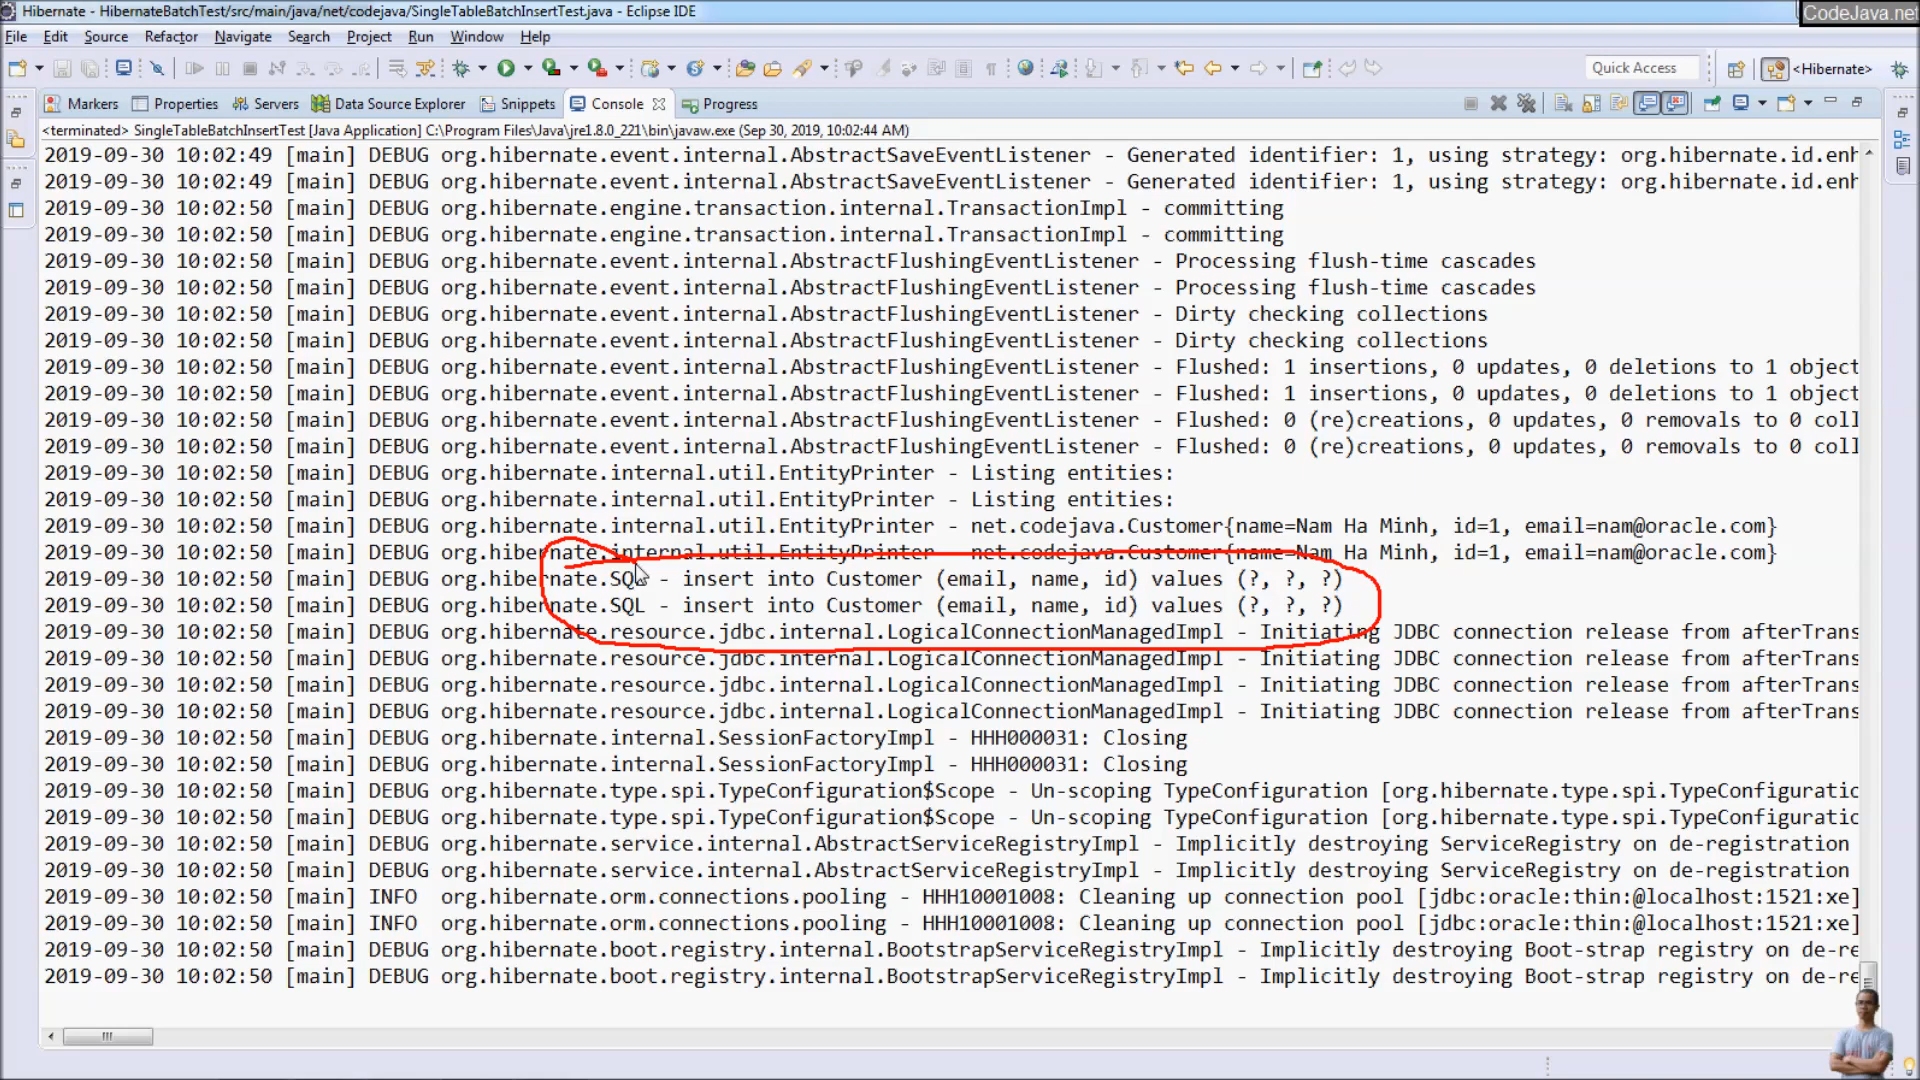 Hibernate - HibernateBatchTest/src/main/java/net/codejava/SingleTableBatchInsertTest.java - Eclipse IDE
CodeJava.net
File Edit Source Refactor Navigate Search Project Run Window Help
Quick Access
<Hibernate>
Markers Properties Servers Data Source Explorer Snippets Console Progress
<terminated> SingleTableBatchInsertTest [Java Application] C:\Program Files\Java\jre1.8.0_221\bin\javaw.exe (Sep 30, 2019, 10:02:44 AM)
2019-09-30 10:02:49 [main] DEBUG org.hibernate.event.internal.AbstractSaveEventListener - Generated identifier: 1, using strategy: org.hibernate.id.enh
2019-09-30 10:02:49 [main] DEBUG org.hibernate.event.internal.AbstractSaveEventListener - Generated identifier: 1, using strategy: org.hibernate.id.enh
2019-09-30 10:02:50 [main] DEBUG org.hibernate.engine.transaction.internal.TransactionImpl - committing
2019-09-30 10:02:50 [main] DEBUG org.hibernate.engine.transaction.internal.TransactionImpl - committing
2019-09-30 10:02:50 [main] DEBUG org.hibernate.event.internal.AbstractFlushingEventListener - Processing flush-time cascades
2019-09-30 10:02:50 [main] DEBUG org.hibernate.event.internal.AbstractFlushingEventListener - Processing flush-time cascades
2019-09-30 10:02:50 [main] DEBUG org.hibernate.event.internal.AbstractFlushingEventListener - Dirty checking collections
2019-09-30 10:02:50 [main] DEBUG org.hibernate.event.internal.AbstractFlushingEventListener - Dirty checking collections
2019-09-30 10:02:50 [main] DEBUG org.hibernate.event.internal.AbstractFlushingEventListener - Flushed: 1 insertions, 0 updates, 0 deletions to 1 object
2019-09-30 10:02:50 [main] DEBUG org.hibernate.event.internal.AbstractFlushingEventListener - Flushed: 1 insertions, 0 updates, 0 deletions to 1 object
2019-09-30 10:02:50 [main] DEBUG org.hibernate.event.internal.AbstractFlushingEventListener - Flushed: 0 (re)creations, 0 updates, 0 removals to 0 coll
2019-09-30 10:02:50 [main] DEBUG org.hibernate.event.internal.AbstractFlushingEventListener - Flushed: 0 (re)creations, 0 updates, 0 removals to 0 coll
2019-09-30 10:02:50 [main] DEBUG org.hibernate.internal.util.EntityPrinter - Listing entities:
2019-09-30 10:02:50 [main] DEBUG org.hibernate.internal.util.EntityPrinter - Listing entities:
2019-09-30 10:02:50 [main] DEBUG org.hibernate.internal.util.EntityPrinter - net.codejava.Customer{name=Nam Ha Minh, id=1, email=nam@oracle.com}
2019-09-30 10:02:50 [main] DEBUG org.hibernate.internal.util.EntityPrinter - net.codejava.Customer{name=Nam Ha Minh, id=1, email=nam@oracle.com}
2019-09-30 10:02:50 [main] DEBUG org.hibernate.SQL - insert into Customer (email, name, id) values (?, ?, ?)
2019-09-30 10:02:50 [main] DEBUG org.hibernate.SQL - insert into Customer (email, name, id) values (?, ?, ?)
2019-09-30 10:02:50 [main] DEBUG org.hibernate.resource.jdbc.internal.LogicalConnectionManagedImpl - Initiating JDBC connection release from afterTrans
2019-09-30 10:02:50 [main] DEBUG org.hibernate.resource.jdbc.internal.LogicalConnectionManagedImpl - Initiating JDBC connection release from afterTrans
2019-09-30 10:02:50 [main] DEBUG org.hibernate.resource.jdbc.internal.LogicalConnectionManagedImpl - Initiating JDBC connection release from afterTrans
2019-09-30 10:02:50 [main] DEBUG org.hibernate.resource.jdbc.internal.LogicalConnectionManagedImpl - Initiating JDBC connection release from afterTrans
2019-09-30 10:02:50 [main] DEBUG org.hibernate.internal.SessionFactoryImpl - HHH000031: Closing
2019-09-30 10:02:50 [main] DEBUG org.hibernate.internal.SessionFactoryImpl - HHH000031: Closing
2019-09-30 10:02:50 [main] DEBUG org.hibernate.type.spi.TypeConfiguration$Scope - Un-scoping TypeConfiguration [org.hibernate.type.spi.TypeConfiguratio
2019-09-30 10:02:50 [main] DEBUG org.hibernate.type.spi.TypeConfiguration$Scope - Un-scoping TypeConfiguration [org.hibernate.type.spi.TypeConfiguratio
2019-09-30 10:02:50 [main] DEBUG org.hibernate.service.internal.AbstractServiceRegistryImpl - Implicitly destroying ServiceRegistry on de-registration
2019-09-30 10:02:50 [main] DEBUG org.hibernate.service.internal.AbstractServiceRegistryImpl - Implicitly destroying ServiceRegistry on de-registration
2019-09-30 10:02:50 [main] INFO org.hibernate.orm.connections.pooling - HHH10001008: Cleaning up connection pool [jdbc:oracle:thin:@localhost:1521:xe]
2019-09-30 10:02:50 [main] INFO org.hibernate.orm.connections.pooling - HHH10001008: Cleaning up connection pool [jdbc:oracle:thin:@localhost:1521:xe]
2019-09-30 10:02:50 [main] DEBUG org.hibernate.boot.registry.internal.BootstrapServiceRegistryImpl - Implicitly destroying Boot-strap registry on de-re
2019-09-30 10:02:50 [main] DEBUG org.hibernate.boot.registry.internal.BootstrapServiceRegistryImpl - Implicitly destroying Boot-strap registry on de-re